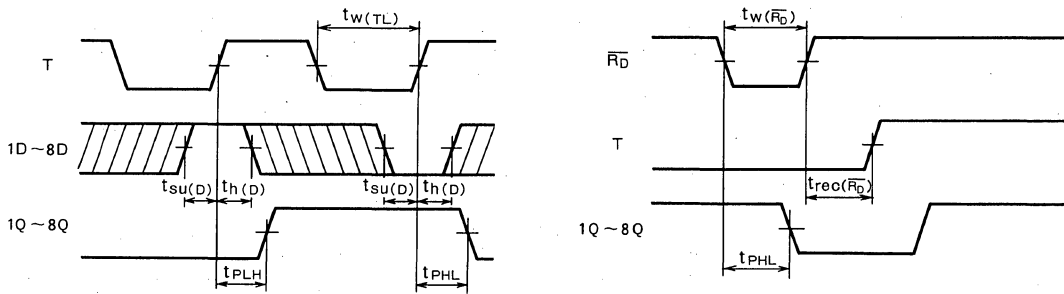 tw(TL)
T
1D~8D
tsu(D) th(D) tsu(D) th(D)
1Q~8Q
tPLH tPHL
tw(R̅D̅)
R̅D̅
T
trec(R̅D̅)
1Q~8Q
tPHL